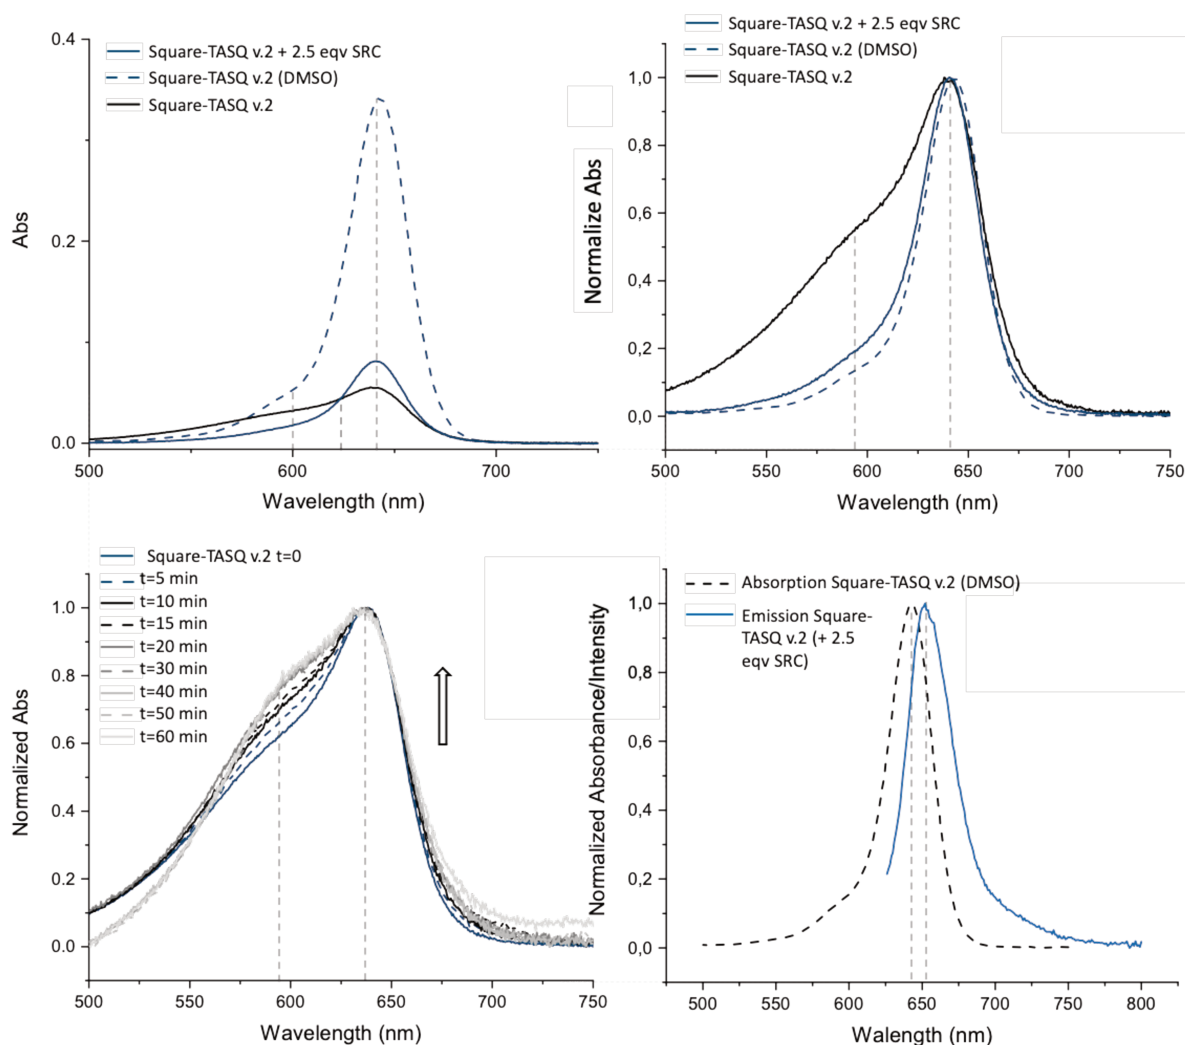 Square-TASQ v.2 + 2.5 eqv SRC
Square-TASQ v.2 (DMSO)
Square-TASQ v.2
0.4
0.2
0.0
Abs
500
600
700
Wavelength (nm)
Square-TASQ v.2 + 2.5 eqv SRC
Square-TASQ v.2 (DMSO)
Square-TASQ v.2
1,0
0,8
0,6
0,4
0,2
0,0
Normalize Abs
500
550
600
650
700
750
Wavelength (nm)
Square-TASQ v.2 t=0
t=5 min
t=10 min
t=15 min
t=20 min
t=30 min
t=40 min
t=50 min
t=60 min
1.0
0.8
0.6
0.4
0.2
0.0
Normalized Abs
500
550
600
650
700
750
Wavelength (nm)
Absorption Square-TASQ v.2 (DMSO)
Emission Square-
TASQ v.2 (+ 2.5
eqv SRC)
1,0
0,8
0,6
0,4
0,2
0,0
Normalized Absorbance/Intensity
500
550
600
650
700
750
800
Walength (nm)